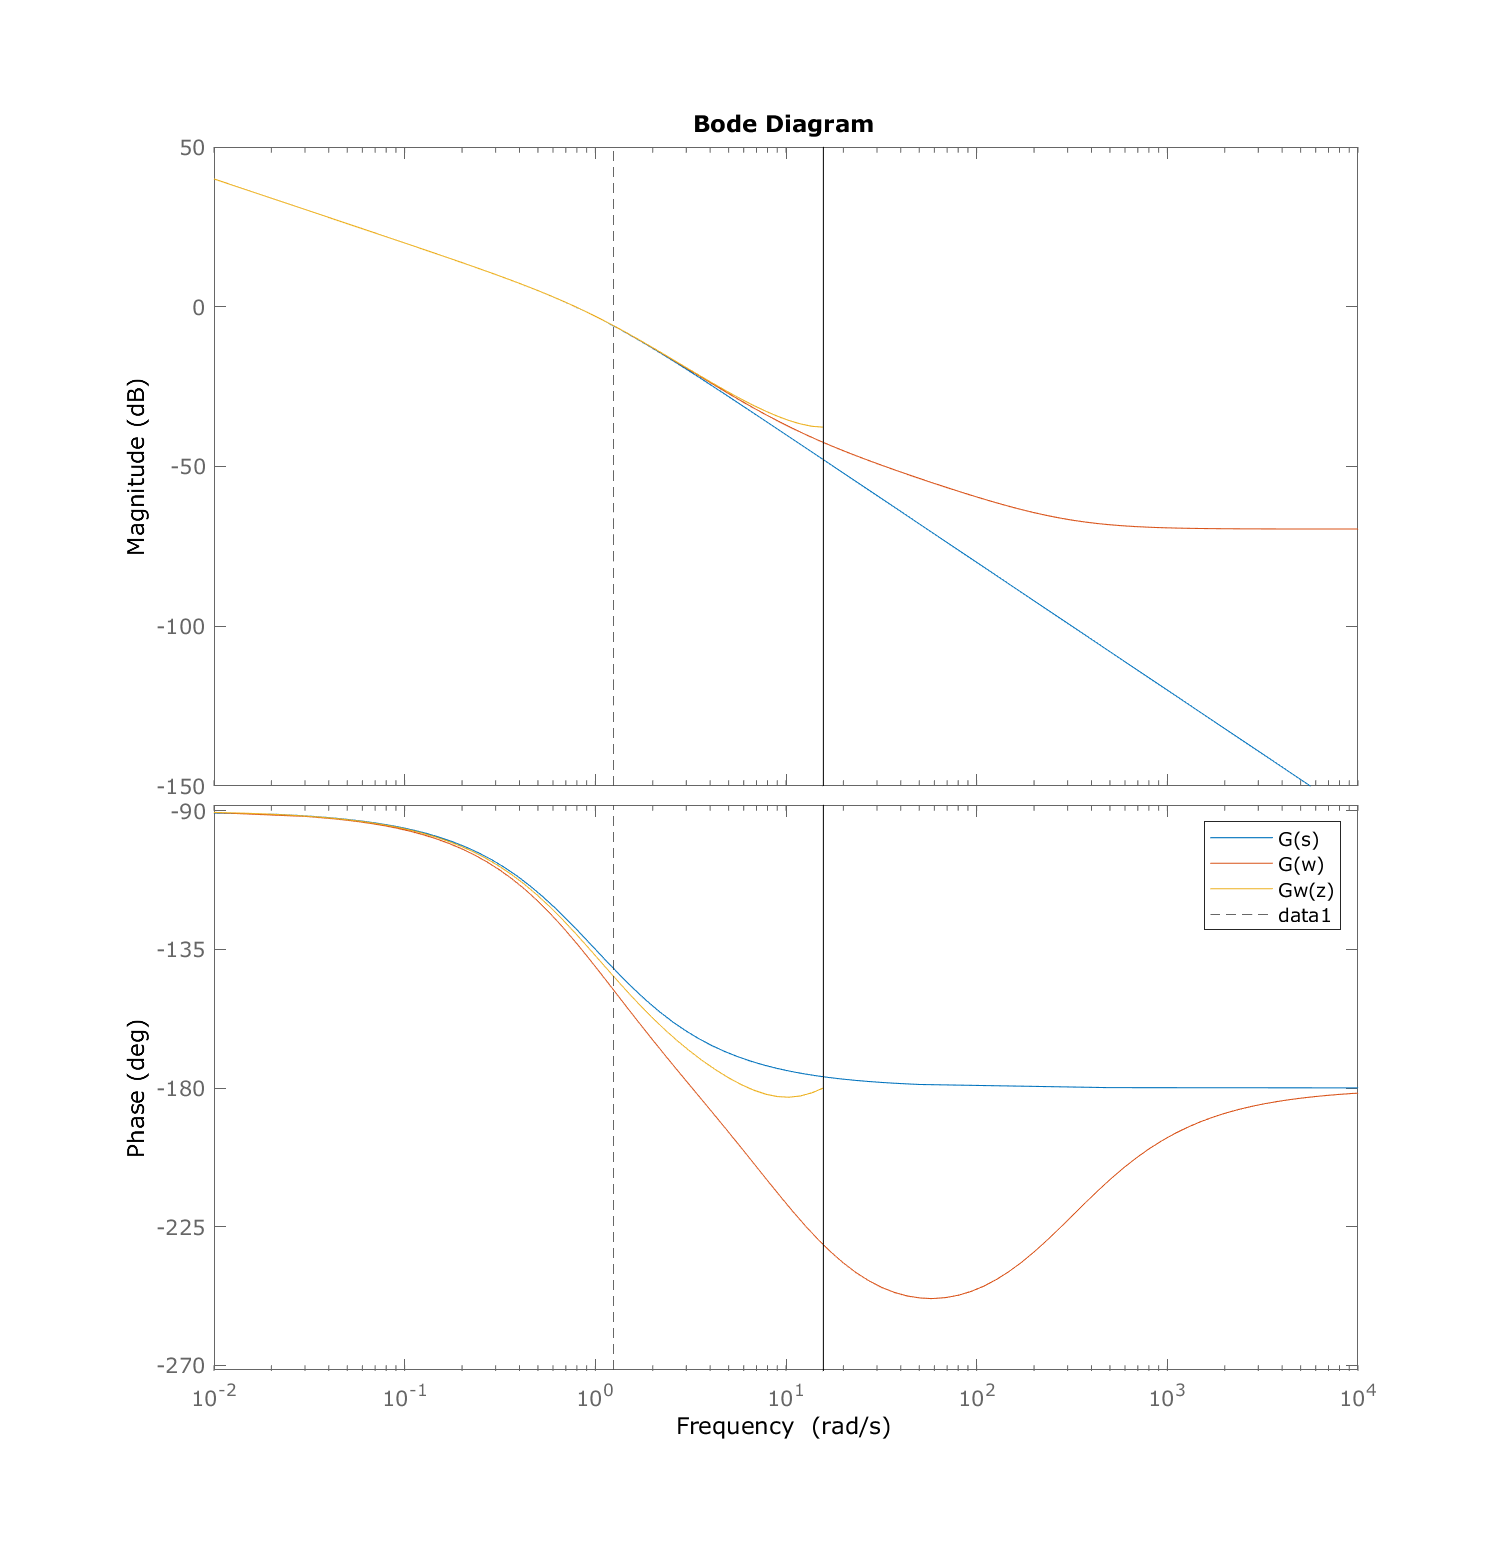 Bode Diagram
Magnitude (dB)
50
0
-50
-100
-150
Phase (deg)
-90
-135
-180
-225
-270
G(s)
G(w)
Gw(z)
data1
10^-2 10^-1 10^0 10^1 10^2 10^3 10^4
Frequency (rad/s)